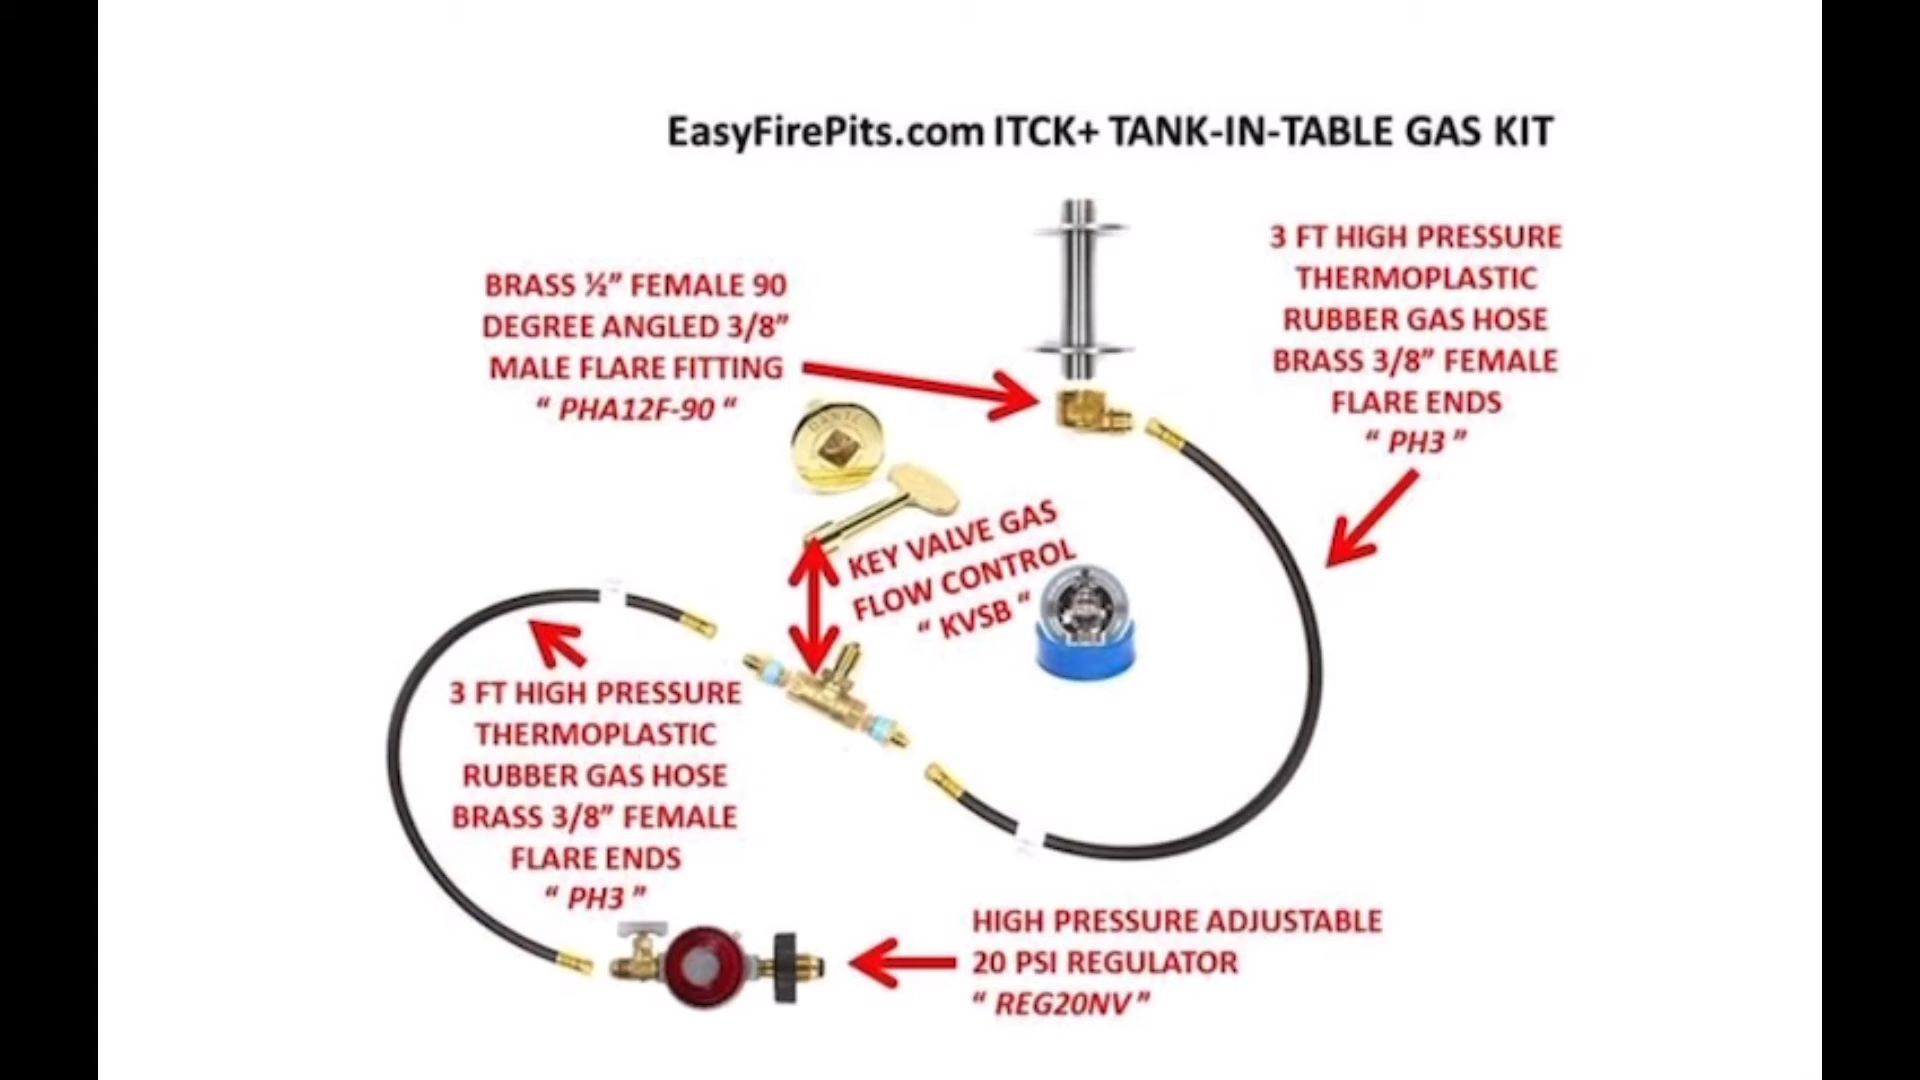 EasyFirePits.com ITCK+ TANK-IN-TABLE GAS KIT
BRASS ½” FEMALE 90
DEGREE ANGLED 3/8”
MALE FLARE FITTING
“ PHA12F-90 “
3 FT HIGH PRESSURE
THERMOPLASTIC
RUBBER GAS HOSE
BRASS 3/8” FEMALE
FLARE ENDS
“ PH3 ”
DANTE
KEY VALVE GAS
FLOW CONTROL
“ KVSB “
3 FT HIGH PRESSURE
THERMOPLASTIC
RUBBER GAS HOSE
BRASS 3/8” FEMALE
FLARE ENDS
“ PH3 ”
HIGH PRESSURE ADJUSTABLE
20 PSI REGULATOR
“ REG20NV ”